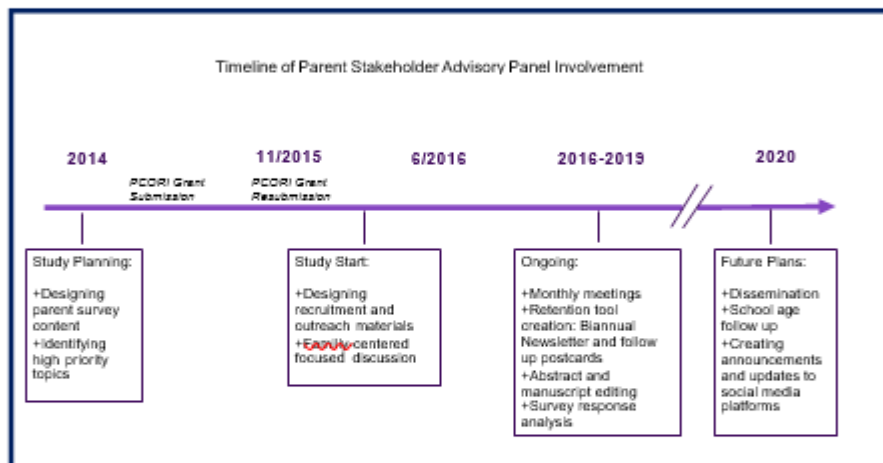 Timeline of Parent Stakeholder Advisory Panel Involvement
2014
11/2015
6/2016
2016-2019
2020
PCORI Grant
Submission
PCORI Grant
Resubmission
Study Planning:
+Designing
parent survey
content
+Identifying
high priority
topics
Study Start:
+Designing
recruitment and
outreach materials
+Family-centered
focused discussion
Ongoing:
+Monthly meetings
+Retention tool
creation: Biannual
Newsletter and follow
up postcards
+Abstract and
manuscript editing
+Survey response
analysis
Future Plans:
+Dissemination
+School age
follow up
+Creating
announcements
and updates to
social media
platforms